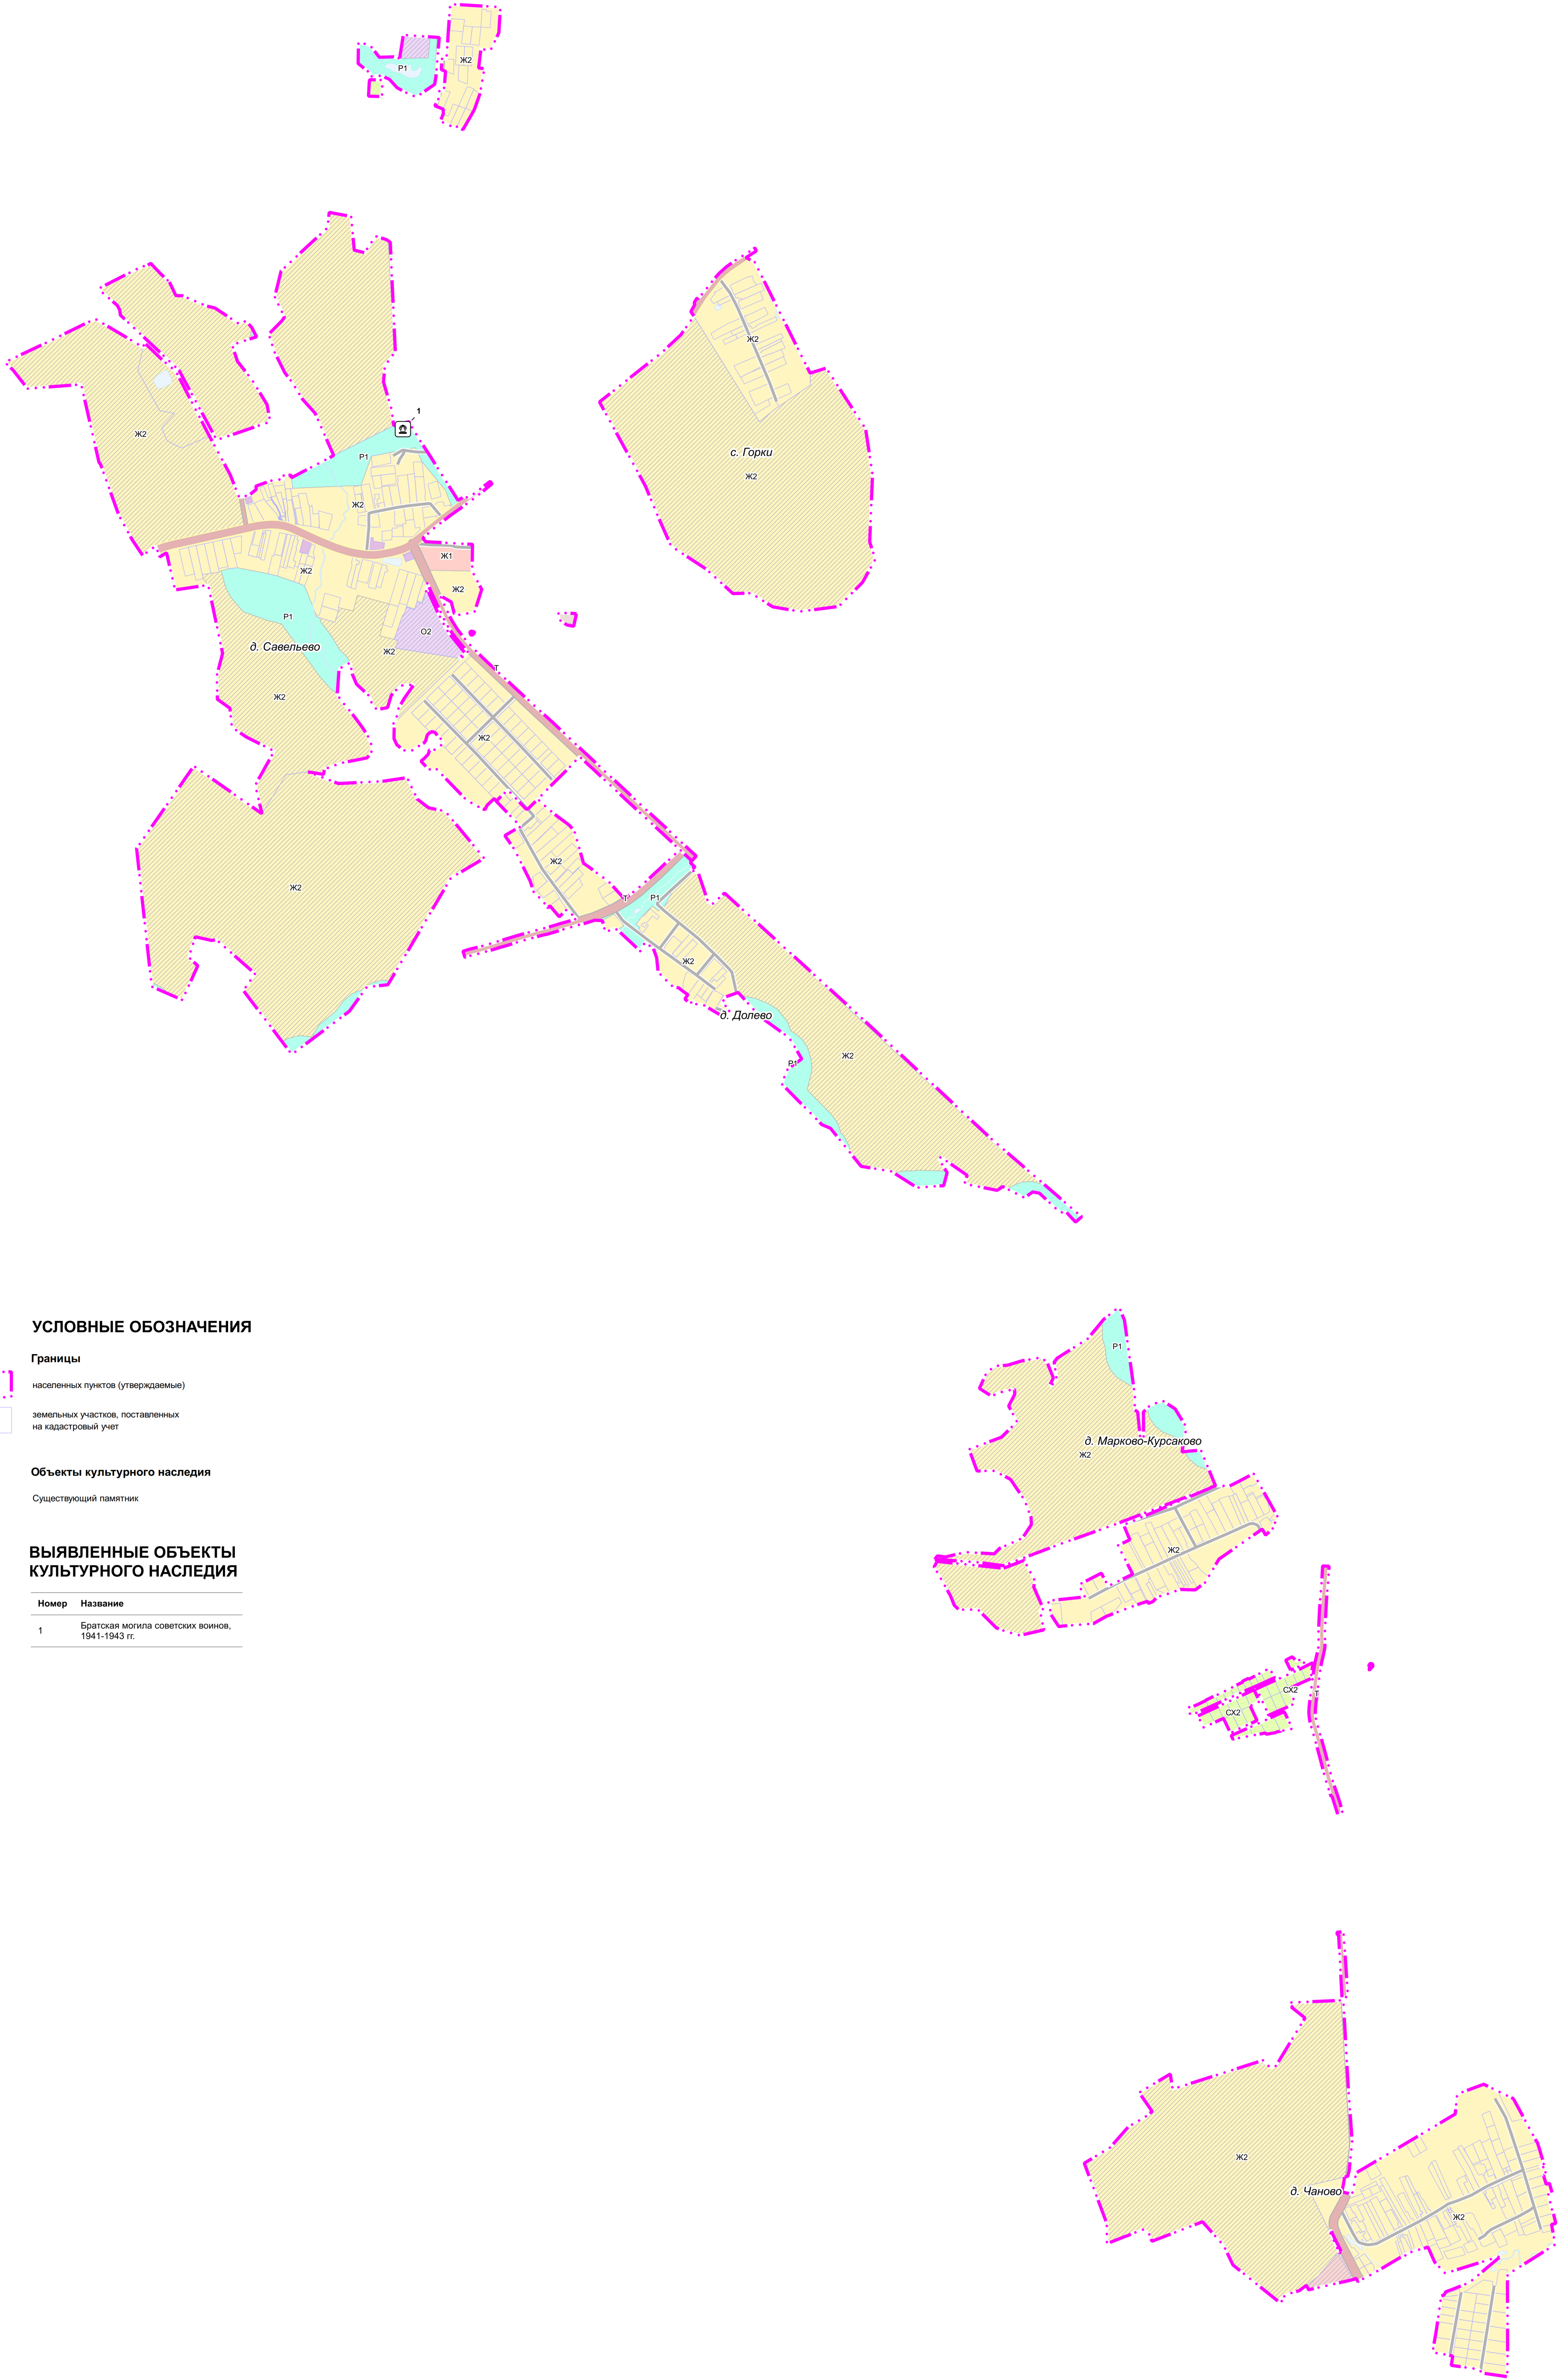 Ж2
Р1
1
Ж2
Ж2
Р1
с. Горки
Ж2
Ж2
Ж1
Ж2
Ж2
Р1
О2
д. Савельево
Ж2
Т
Ж2
Ж2
Ж2
Ж2
Т
Р1
Ж2
д. Долево
Ж2
Р1
УСЛОВНЫЕ ОБОЗНАЧЕНИЯ
Границы
населенных пунктов (утверждаемые)
земельных участков, поставленных
на кадастровый учет
Объекты культурного наследия
Существующий памятник
ВЫЯВЛЕННЫЕ ОБЪЕКТЫ
КУЛЬТУРНОГО НАСЛЕДИЯ
Номер Название
1 Братская могила советских воинов,
1941-1943 гг.
Р1
д. Марково-Курсаково
Ж2
Ж2
СХ2
Т
СХ2
Ж2
д. Чаново
Ж2